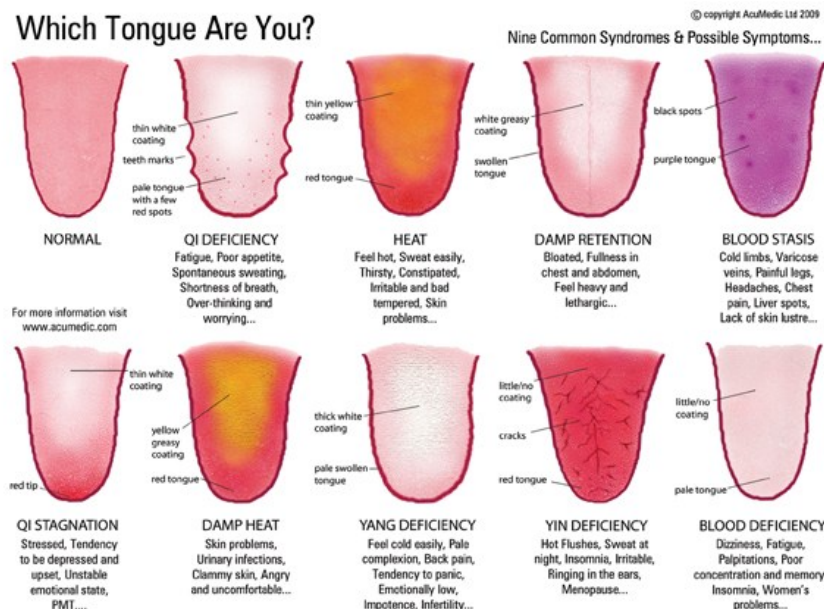 © copyright AcuMedic Ltd 2009
Which Tongue Are You?
Nine Common Syndromes & Possible Symptoms...
NORMAL
thin white
coating
teeth marks
pale tongue
with a few
red spots
QI DEFICIENCY
Fatigue, Poor appetite,
Spontaneous sweating,
Shortness of breath,
Over-thinking and
worrying...
thin yellow
coating
red tongue
HEAT
Feel hot, Sweat easily,
Thirsty, Constipated,
Irritable and bad
tempered, Skin
problems...
white greasy
coating
swollen
tongue
DAMP RETENTION
Bloated, Fullness in
chest and abdomen,
Feel heavy and
lethargic...
black spots
purple tongue
BLOOD STASIS
Cold limbs, Varicose
veins, Painful legs,
Headaches, Chest
pain, Liver spots,
Lack of skin lustre...
For more information visit
www.acumedic.com
thin white
coating
red tip
QI STAGNATION
Stressed, Tendency
to be depressed and
upset, Unstable
emotional state,
PMT....
yellow
greasy
coating
red tongue
DAMP HEAT
Skin problems,
Urinary infections,
Clammy skin, Angry
and uncomfortable...
thick white
coating
pale swollen
tongue
YANG DEFICIENCY
Feel cold easily, Pale
complexion, Back pain,
Tendency to panic,
Emotionally low,
Impotence, Infertility...
little/no
coating
cracks
red tongue
YIN DEFICIENCY
Hot Flushes, Sweat at
night, Insomnia, Irritable,
Ringing in the ears,
Menopause...
little/no
coating
pale tongue
BLOOD DEFICIENCY
Dizziness, Fatigue,
Palpitations, Poor
concentration and memory
Insomnia, Women's
problems...